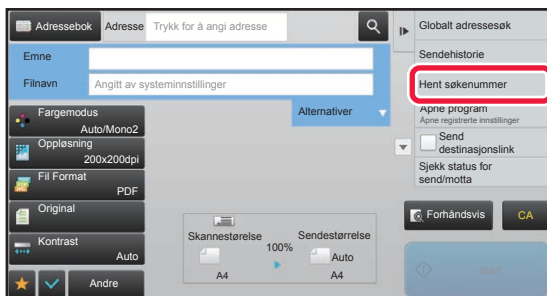 Adressebok
Adresse
Trykk for å angi adresse
Emne
Filnavn
Angitt av systeminnstillinger
Alternativer
Fargemodus
Auto/Mono2
Oppløsning
200x200dpi
Fil Format
PDF
Original
Kontrast
Auto
Andre
Skannestørelse
100%
Sendestørrelse
Auto
A4
A4
Globalt adressesøk
Sendehistorie
Hent søkenummer
Åpne program
Åpne registrerte innstillinger
Send
destinasjonslink
Sjekk status for
send/motta
Forhåndsvis
CA
Start